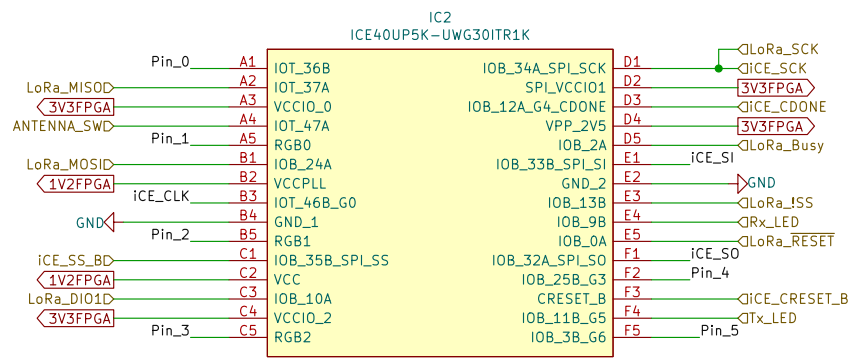 IC2
ICE40UP5K-UWG30ITR1K
Pin_0 A1 IOT_36B
LoRa_MISO A2 IOT_37A
3V3FPGA A3 VCCIO_0
ANTENNA_SW A4 IOT_47A
Pin_1 A5 RGB0
LoRa_MOSI B1 IOB_24A
1V2FPGA B2 VCCPLL
iCE_CLK B3 IOT_46B_G0
GND B4 GND_1
Pin_2 B5 RGB1
iCE_SS_B C1 IOB_35B_SPI_SS
1V2FPGA C2 VCC
LoRa_DIO1 C3 IOB_10A
3V3FPGA C4 VCCIO_2
Pin_3 C5 RGB2
LoRa_SCK
IOB_34A_SPI_SCK D1 iCE_SCK
SPI_VCCIO1 D2 3V3FPGA
IOB_12A_G4_CDONE D3 iCE_CDONE
VPP_2V5 D4 3V3FPGA
IOB_2A D5 LoRa_Busy
IOB_33B_SPI_SI E1 iCE_SI
GND_2 E2 GND
IOB_13B E3 LoRa_!SS
IOB_9B E4 Rx_LED
IOB_0A E5 LoRa_RESET
IOB_32A_SPI_SO F1 iCE_SO
IOB_25B_G3 F2 Pin_4
CRESET_B F3 iCE_CRESET_B
IOB_11B_G5 F4 Tx_LED
IOB_3B_G6 F5 Pin_5